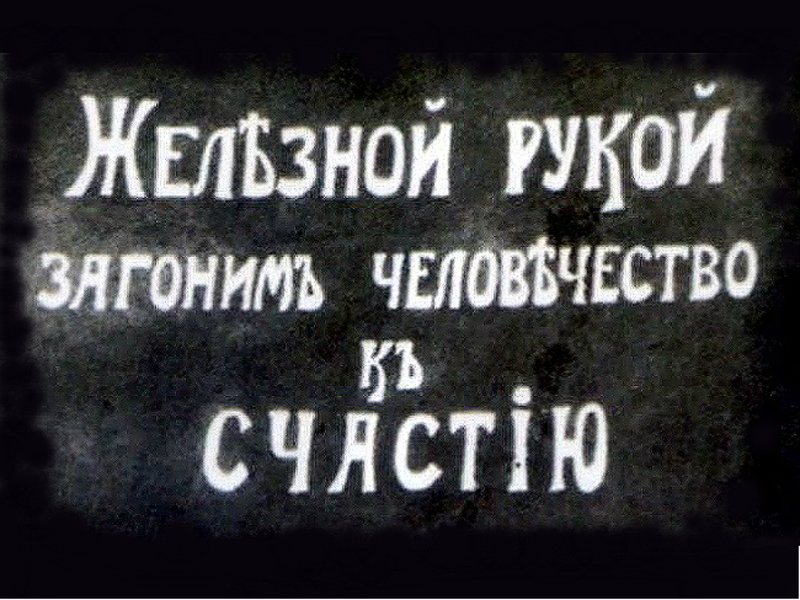 Желѣзной рукой
загонимъ человѣчество
къ
счастію